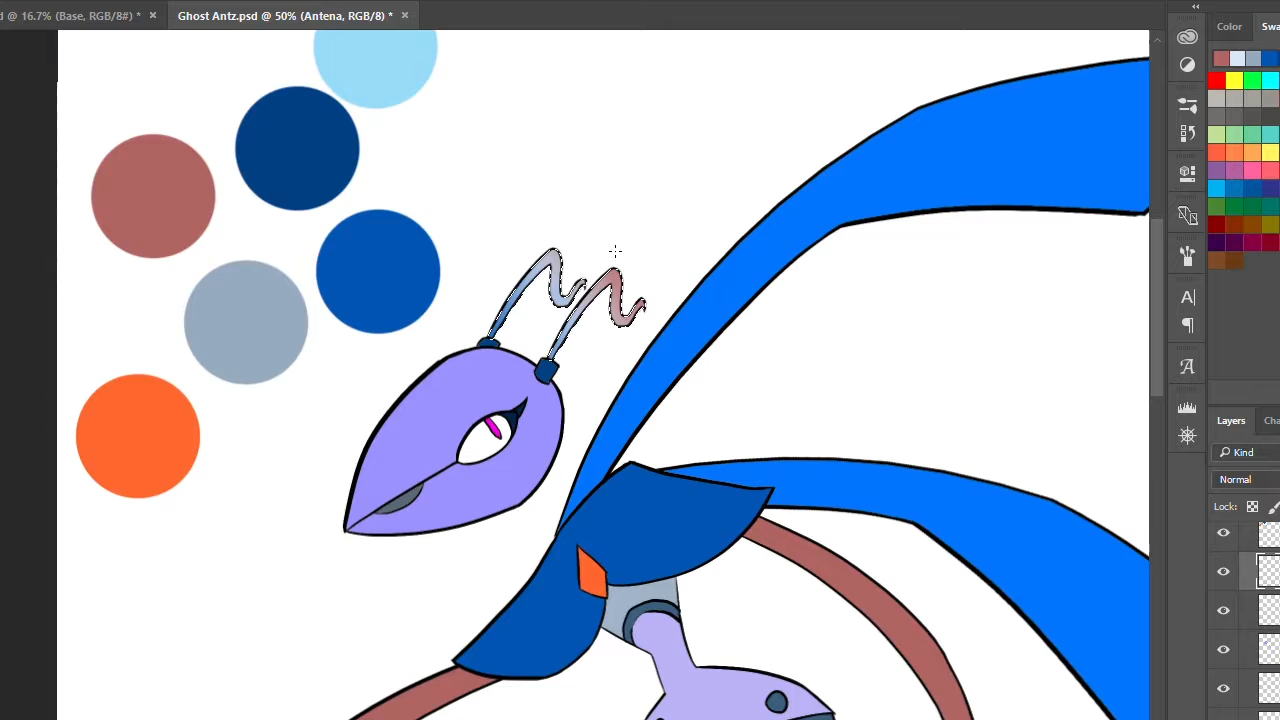 d @ 16.7% (Base, RGB/8#) *
Ghost Antz.psd @ 50% (Antena, RGB/8) *
Color
Swa
Layers
Cha
Kind
Normal
Lock: